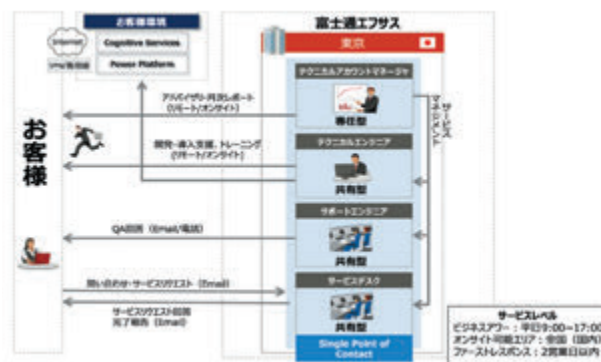 お客様環境
Internet
Cognitive Services
Power Platform
富士通エフサス
東京
テクニカルアカウントマネージャ
専任型
アドバイザリ・月次レポート
(リモート/オンサイト)
サービス
マネジメント
お客様
開発・導入支援、トレーニング
(リモート/オンサイト)
テクニカルエンジニア
共有型
サポートエンジニア
共有型
QA回答 (Email/電話)
サービスデスク
共有型
問い合わせ・サービスリクエスト (Email)
サービスリクエスト回答
完了報告 (Email)
Single Point of
Contact
サービスレベル
ビジネスアワー:平日9:00~17:00
オンサイト可能エリア:全国 (国内)
ファーストレスポンス:2営業日以内